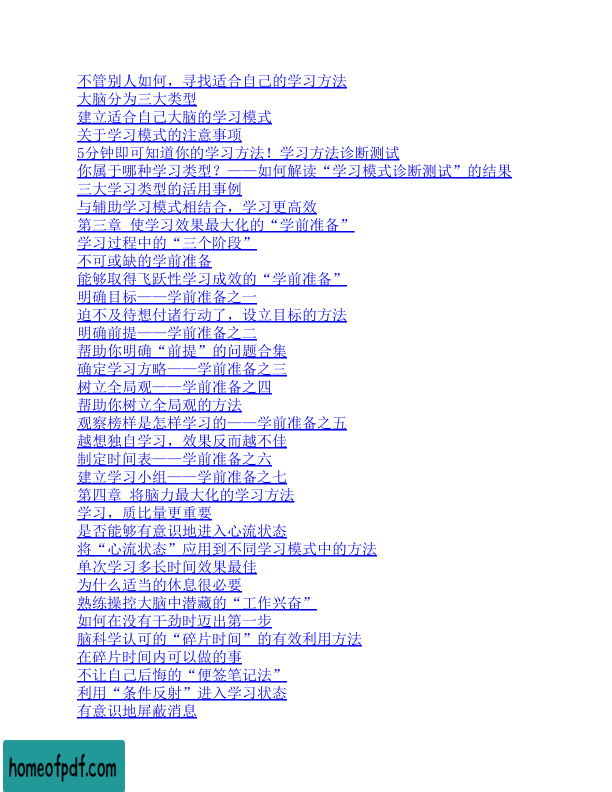 不管别人如何，寻找适合自己的学习方法
大脑分为三大类型
建立适合自己大脑的学习模式
关于学习模式的注意事项
5分钟即可知道你的学习方法！学习方法诊断测试
你属于哪种学习类型？——如何解读“学习模式诊断测试”的结果
三大学习类型的活用事例
与辅助学习模式相结合，学习更高效
第三章 使学习效果最大化的“学前准备”
学习过程中的“三个阶段”
不可或缺的学前准备
能够取得飞跃性学习成效的“学前准备”
明确目标——学前准备之一
迫不及待想付诸行动了，设立目标的方法
明确前提——学前准备之二
帮助你明确“前提”的问题合集
确定学习方略——学前准备之三
树立全局观——学前准备之四
帮助你树立全局观的方法
观察榜样是怎样学习的——学前准备之五
越想独自学习，效果反而越不佳
制定时间表——学前准备之六
建立学习小组——学前准备之七
第四章 将脑力最大化的学习方法
学习，质比量更重要
是否能够有意识地进入心流状态
将“心流状态”应用到不同学习模式中的方法
单次学习多长时间效果最佳
为什么适当的休息很必要
熟练操控大脑中潜藏的“工作兴奋”
如何在没有干劲时迈出第一步
脑科学认可的“碎片时间”的有效利用方法
在碎片时间内可以做的事
不让自己后悔的“便签笔记法”
利用“条件反射”进入学习状态
有意识地屏蔽消息
homeofpdf.com